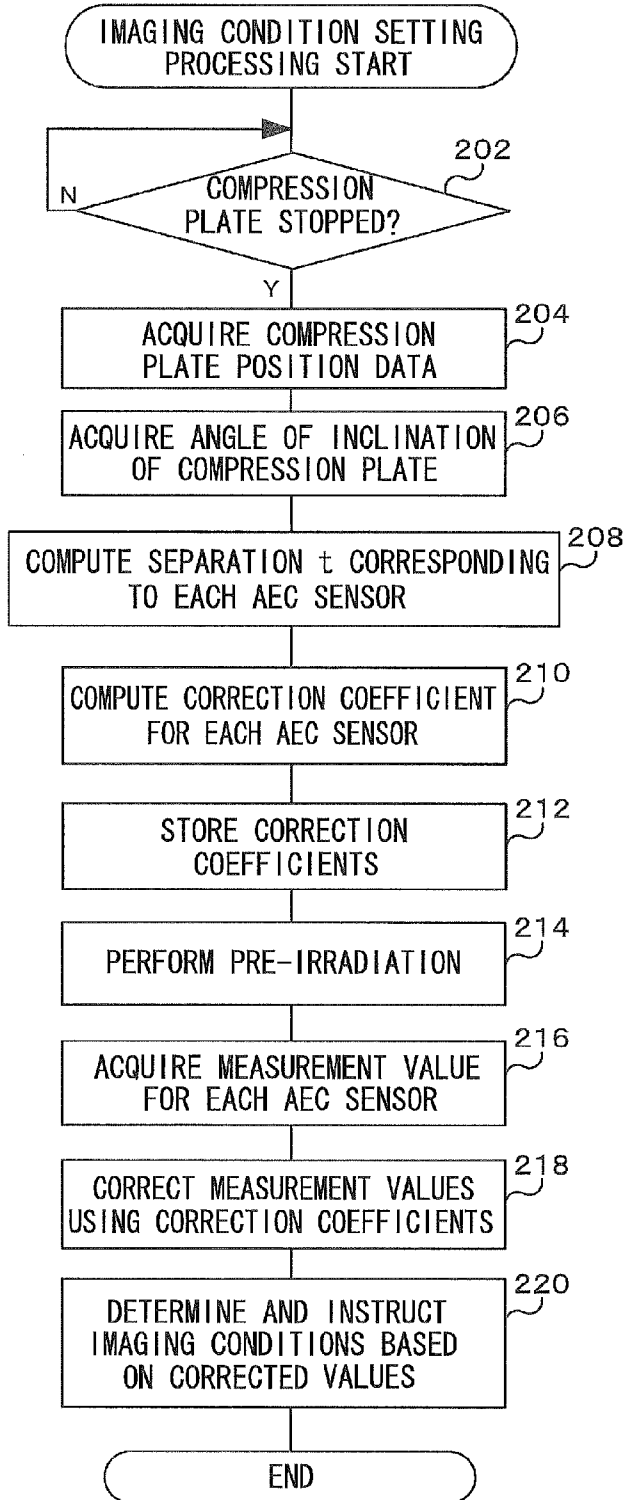 IMAGING CONDITION SETTING
PROCESSING START
202
COMPRESSION
PLATE STOPPED?
N
Y
204
ACQUIRE COMPRESSION
PLATE POSITION DATA
206
ACQUIRE ANGLE OF INCLINATION
OF COMPRESSION PLATE
208
COMPUTE SEPARATION t CORRESPONDING
TO EACH AEC SENSOR
210
COMPUTE CORRECTION COEFFICIENT
FOR EACH AEC SENSOR
212
STORE CORRECTION
COEFFICIENTS
214
PERFORM PRE-IRRADIATION
216
ACQUIRE MEASUREMENT VALUE
FOR EACH AEC SENSOR
218
CORRECT MEASUREMENT VALUES
USING CORRECTION COEFFICIENTS
220
DETERMINE AND INSTRUCT
IMAGING CONDITIONS BASED
ON CORRECTED VALUES
END